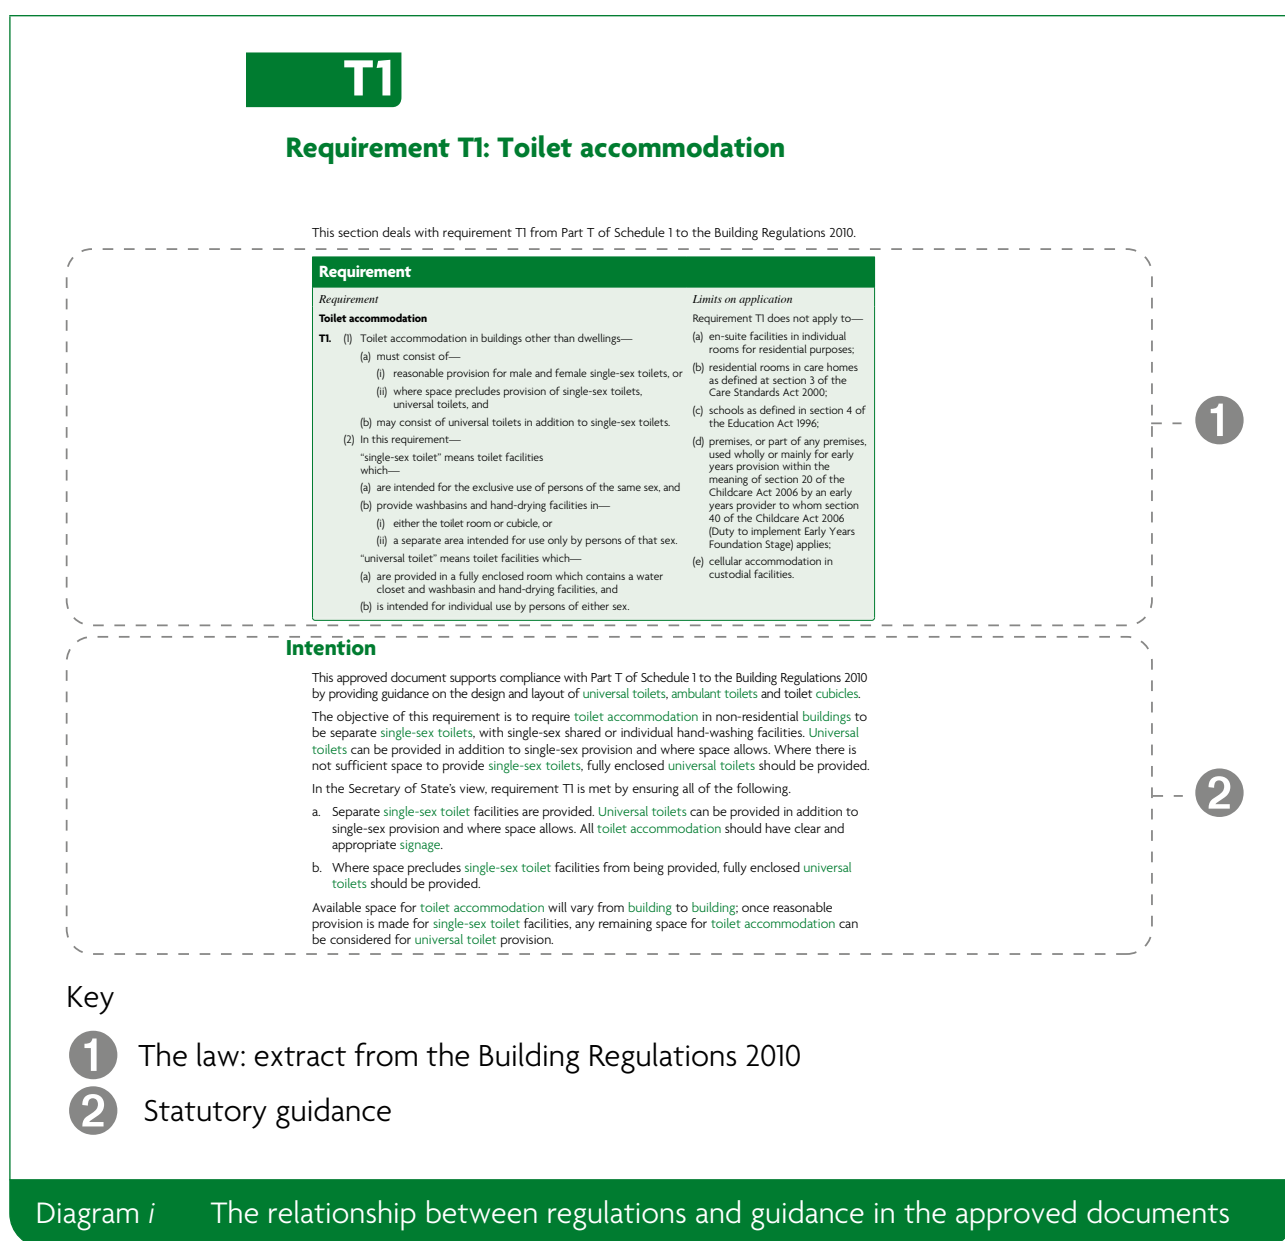 T1
Requirement T1: Toilet accommodation
This section deals with requirement T1 from Part T of Schedule 1 to the Building Regulations 2010.
Requirement
Requirement
Toilet accommodation
T1. (1) Toilet accommodation in buildings other than dwellings—
(a) must consist of—
(i) reasonable provision for male and female single-sex toilets, or
(ii) where space precludes provision of single-sex toilets,
universal toilets, and
(b) may consist of universal toilets in addition to single-sex toilets.
(2) In this requirement—
“single-sex toilet” means toilet facilities
which—
(a) are intended for the exclusive use of persons of the same sex, and
(b) provide washbasins and hand-drying facilities in—
(i) either the toilet room or cubicle, or
(ii) a separate area intended for use only by persons of that sex.
“universal toilet” means toilet facilities which—
(a) are provided in a fully enclosed room which contains a water
closet and washbasin and hand-drying facilities, and
(b) is intended for individual use by persons of either sex.
Limits on application
Requirement T1 does not apply to—
(a) en-suite facilities in individual
rooms for residential purposes;
(b) residential rooms in care homes
as defined at section 3 of the
Care Standards Act 2000;
(c) schools as defined in section 4 of
the Education Act 1996;
(d) premises, or part of any premises,
used wholly or mainly for early
years provision within the
meaning of section 20 of the
Childcare Act 2006 by an early
years provider to whom section
40 of the Childcare Act 2006
(Duty to implement Early Years
Foundation Stage) applies;
(e) cellular accommodation in
custodial facilities.
1
Intention
This approved document supports compliance with Part T of Schedule 1 to the Building Regulations 2010
by providing guidance on the design and layout of universal toilets, ambulant toilets and toilet cubicles.
The objective of this requirement is to require toilet accommodation in non-residential buildings to
be separate single-sex toilets, with single-sex shared or individual hand-washing facilities. Universal
toilets can be provided in addition to single-sex provision and where space allows. Where there is
not sufficient space to provide single-sex toilets, fully enclosed universal toilets should be provided.
In the Secretary of State’s view, requirement T1 is met by ensuring all of the following.
a. Separate single-sex toilet facilities are provided. Universal toilets can be provided in addition to
single-sex provision and where space allows. All toilet accommodation should have clear and
appropriate signage.
b. Where space precludes single-sex toilet facilities from being provided, fully enclosed universal
toilets should be provided.
Available space for toilet accommodation will vary from building to building; once reasonable
provision is made for single-sex toilet facilities, any remaining space for toilet accommodation can
be considered for universal toilet provision.
2
Key
1 The law: extract from the Building Regulations 2010
2 Statutory guidance
Diagram i The relationship between regulations and guidance in the approved documents